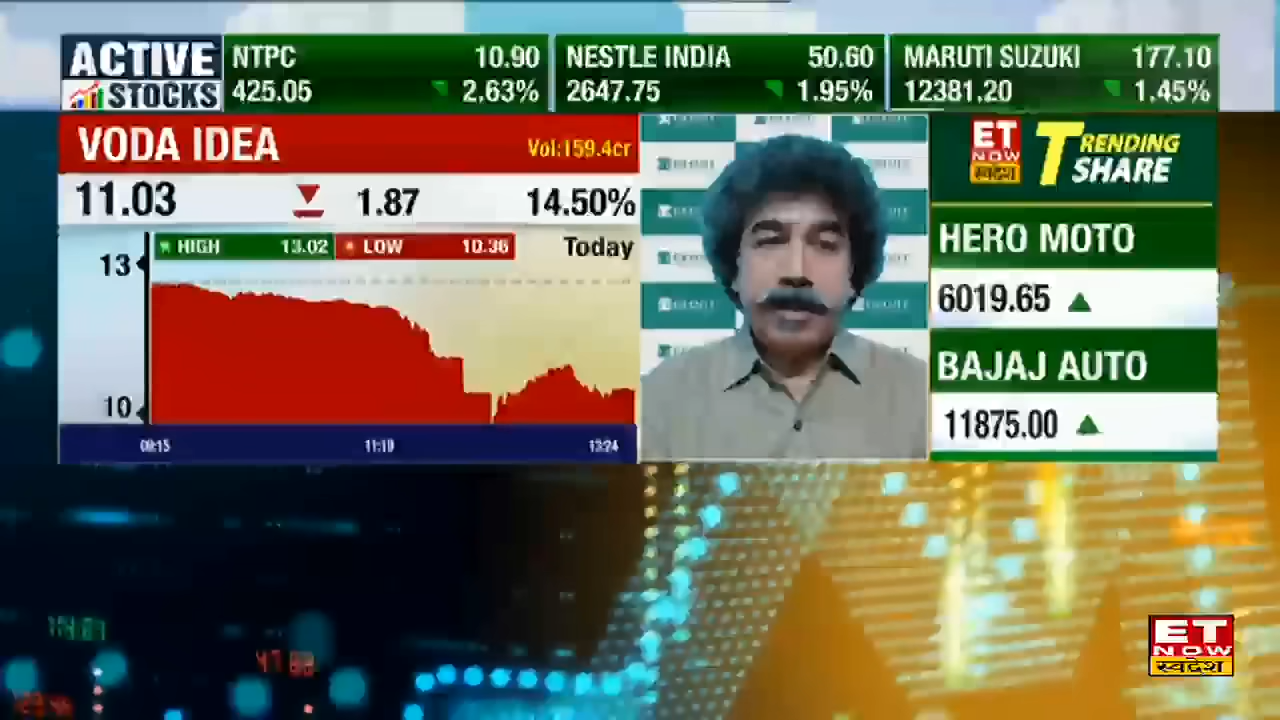 ACTIVE
STOCKS
NTPC 10.90
425.05 2.63%
NESTLE INDIA 50.60
2647.75 1.95%
MARUTI SUZUKI 177.10
12381.20 1.45%
VODA IDEA Vol:159.4cr
11.03 1.87 14.50%
HIGH 13.02 LOW 10.36 Today
13
10
09:15 11:19 13:24
ET
NOW
स्वदेश
TRENDING
SHARE
HERO MOTO
6019.65
BAJAJ AUTO
11875.00
ET
NOW
स्वदेश